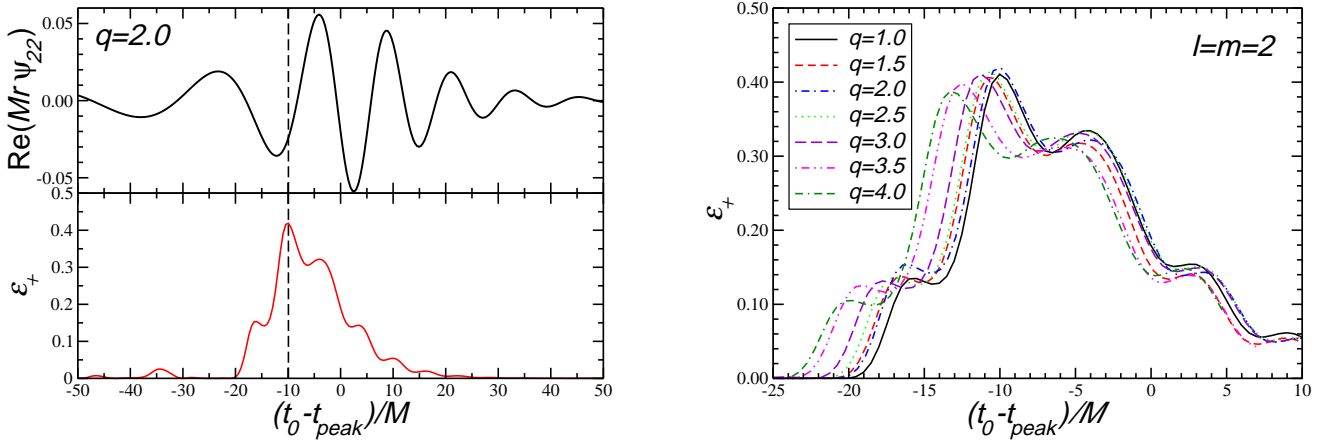 q=2.0
Re(Mr ψ22)
0.05
0.00
-0.05
ε+
0.5
0.4
0.3
0.2
0.1
0
-50 -40 -30 -20 -10 0 10 20 30 40 50
(t0-tpeak)/M
l=m=2
q=1.0
q=1.5
q=2.0
q=2.5
q=3.0
q=3.5
q=4.0
ε+
0.50
0.40
0.30
0.20
0.10
0.00
-25 -20 -15 -10 -5 0 5 10
(t0-tpeak)/M